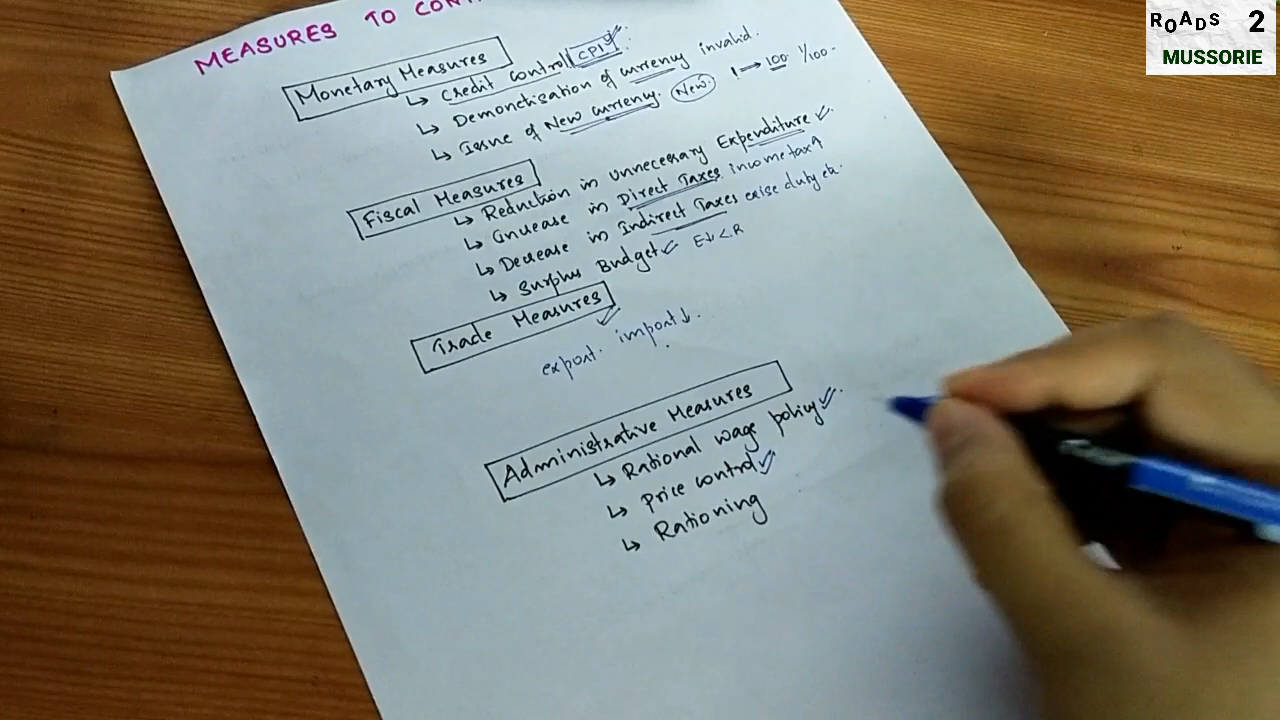 ROADS 2
MUSSORIE
MEASURES TO CON
Monetary Measures
↳ Credit control CPI
↳ Demonetisation of currency invalid.
↳ Issue of New currency. New. 1 → 100 1/100.
Fiscal Measures
↳ Reduction in unnecessary Expenditure
↳ Increase in Direct Taxes income tax↑
↳ Decrease in Indirect Taxes exise duty etc.
↳ Surplus Budget E↓<R
Trade Measures
export. import↓.
Administrative Measures
↳ Rational wage policy
↳ Price control
↳ Rationing